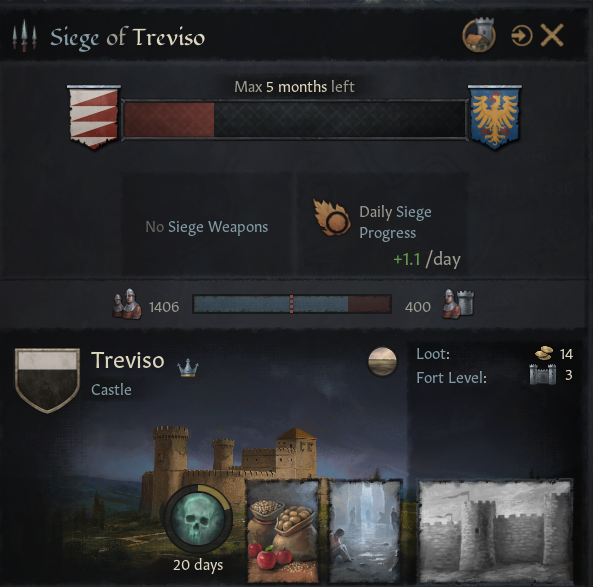 Siege of Treviso
Max 5 months left
No Siege Weapons
Daily Siege
Progress
+1.1 /day
1406
400
Treviso
Castle
Loot: 14
Fort Level: 3
20 days